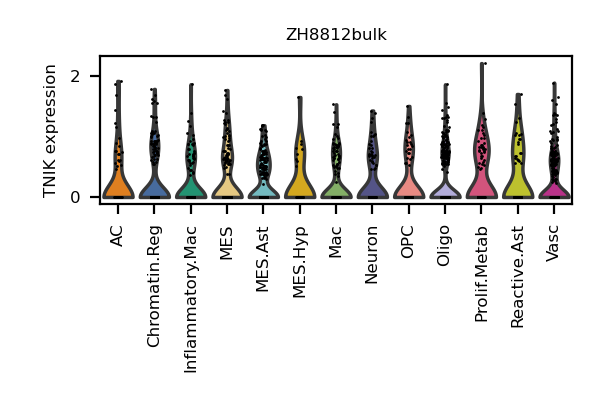 ZH8812bulk
TNIK expression
2
0
AC
Chromatin.Reg
Inflammatory.Mac
MES
MES.Ast
MES.Hyp
Mac
Neuron
OPC
Oligo
Prolif.Metab
Reactive.Ast
Vasc